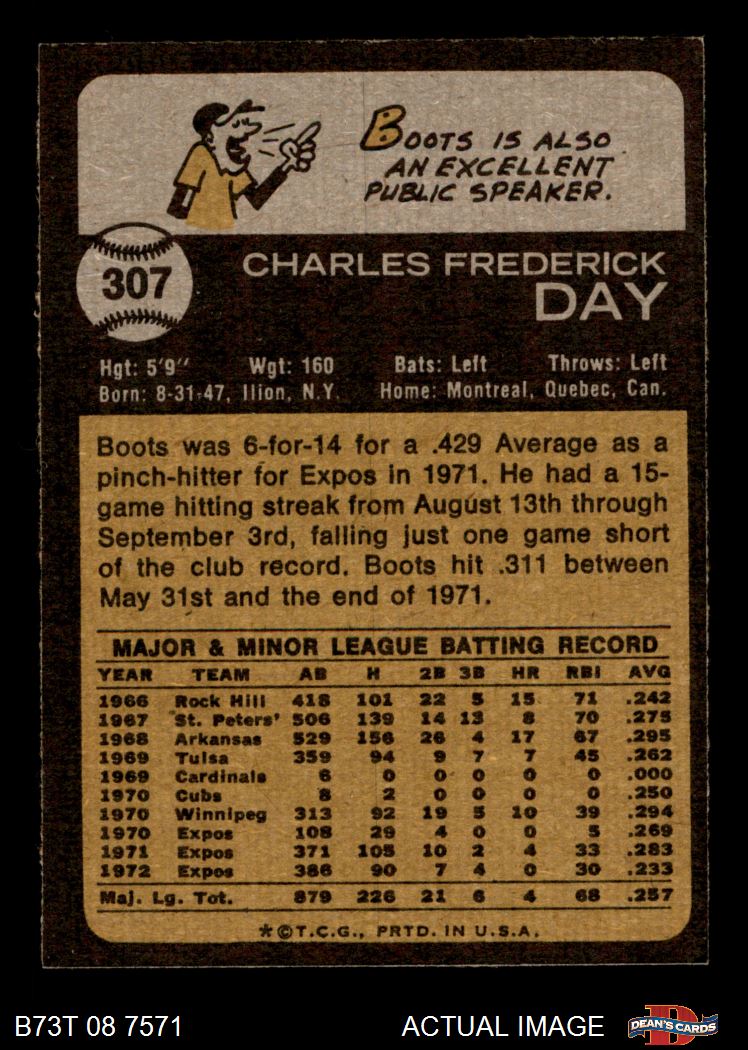 BOOTS IS ALSO
AN EXCELLENT
PUBLIC SPEAKER.
307
CHARLES FREDERICK
DAY
Hgt: 5'9" Wgt: 160 Bats: Left Throws: Left
Born: 8-31-47, Ilion, N.Y. Home: Montreal, Quebec, Can.
Boots was 6-for-14 for a .429 Average as a
pinch-hitter for Expos in 1971. He had a 15-
game hitting streak from August 13th through
September 3rd, falling just one game short
of the club record. Boots hit .311 between
May 31st and the end of 1971.
MAJOR & MINOR LEAGUE BATTING RECORD
YEAR TEAM AB H 2B 3B HR RBI AVG
1966 Rock Hill 418 101 22 5 15 71 .242
1967 St. Peters' 506 139 14 13 8 70 .275
1968 Arkansas 529 156 26 4 17 67 .295
1969 Tulsa 359 94 9 7 7 45 .262
1969 Cardinals 6 0 0 0 0 0 .000
1970 Cubs 8 2 0 0 0 0 .250
1970 Winnipeg 313 92 19 5 10 39 .294
1970 Expos 108 29 4 0 0 5 .269
1971 Expos 371 105 10 2 4 33 .283
1972 Expos 386 90 7 4 0 30 .233
Maj. Lg. Tot. 879 226 21 6 4 68 .257
*©T.C.G., PRTD. IN U.S.A.
B73T 08 7571 ACTUAL IMAGE DEAN'S CARDS